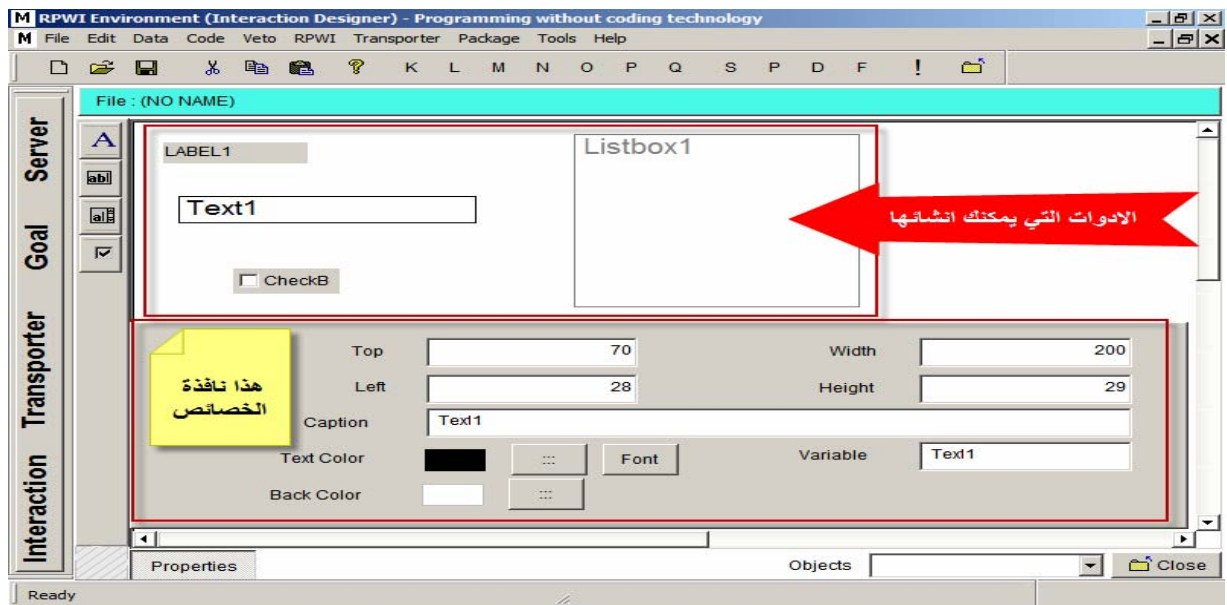 M RPWI Environment (Interaction Designer) - Programming without coding technology
M File Edit Data Code Veto RPWI Transporter Package Tools Help
K L M N O P Q S P D F !
File : (NO NAME)
Server
Goal
Transporter
Interaction
A
abl
al
LABEL1
Listbox1
Text1
CheckB
الادوات التي يمكنك انشائها
هذا نافذة
الخصائص
Top 70 Width 200
Left 28 Height 29
Caption Text1
Text Color ::: Font Variable Text1
Back Color :::
Properties Objects Close
Ready